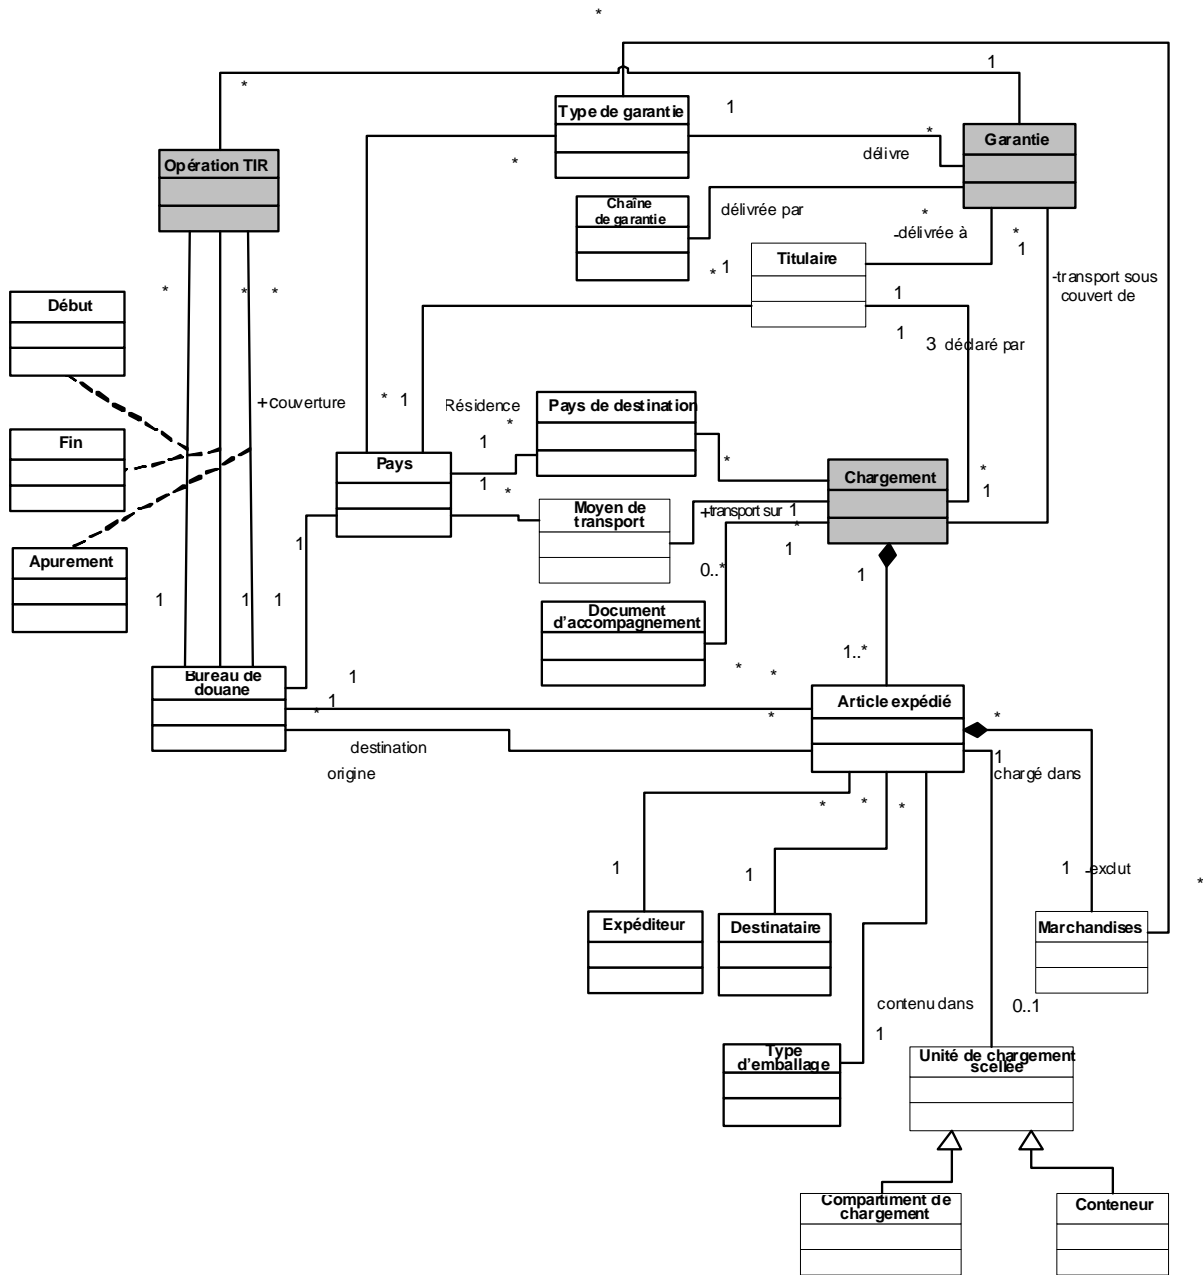 *
1
*
Type de garantie
1
*
Garantie
Opération TIR
*
délivre
Chaîne
de garantie
délivrée par
*
-délivrée à
*
1
Titulaire
*
1
-transport sous
couvert de
Début
*
*
*
1
1
3 déclaré par
+couverture
*
1
Résidence
*
Pays de destination
Fin
1
Pays
*
Chargement
*
1
*
1
Moyen de
transport
+transport sur
1
*
1
1
Apurement
0..*
1
1
1
1
Document
d'accompagnement
1..*
Bureau de
douane
1
*
*
1
*
*
Article expédié
*
destination
origine
1
chargé dans
*
*
*
1
1
1
-exclut
*
Expéditeur
Destinataire
Marchandises
contenu dans
0..1
1
Type
d'emballage
Unité de chargement
scellée
Compartiment de
chargement
Conteneur